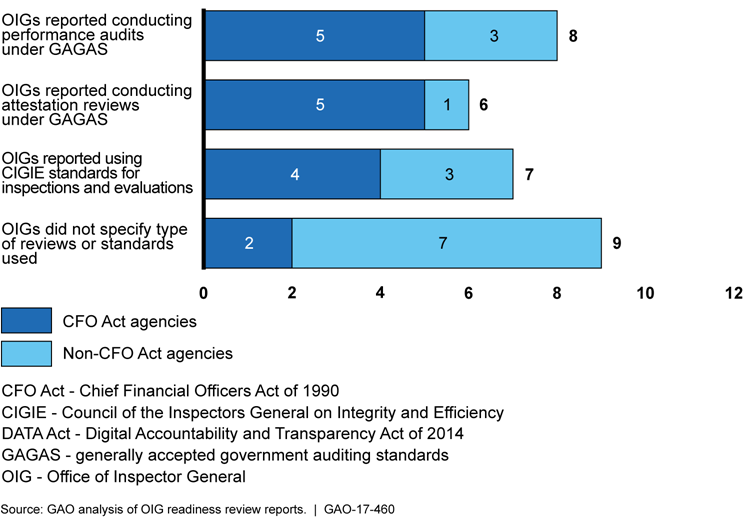 OIGs reported conducting
performance audits
under GAGAS
5
3
8
OIGs reported conducting
attestation reviews
under GAGAS
5
1
6
OIGs reported using
CIGIE standards for
inspections and evaluations
4
3
7
OIGs did not specify type
of reviews or standards
used
2
7
9
0 2 4 6 8 10 12
CFO Act agencies
Non-CFO Act agencies
CFO Act - Chief Financial Officers Act of 1990
CIGIE - Council of the Inspectors General on Integrity and Efficiency
DATA Act - Digital Accountability and Transparency Act of 2014
GAGAS - generally accepted government auditing standards
OIG - Office of Inspector General
Source: GAO analysis of OIG readiness review reports. | GAO-17-460